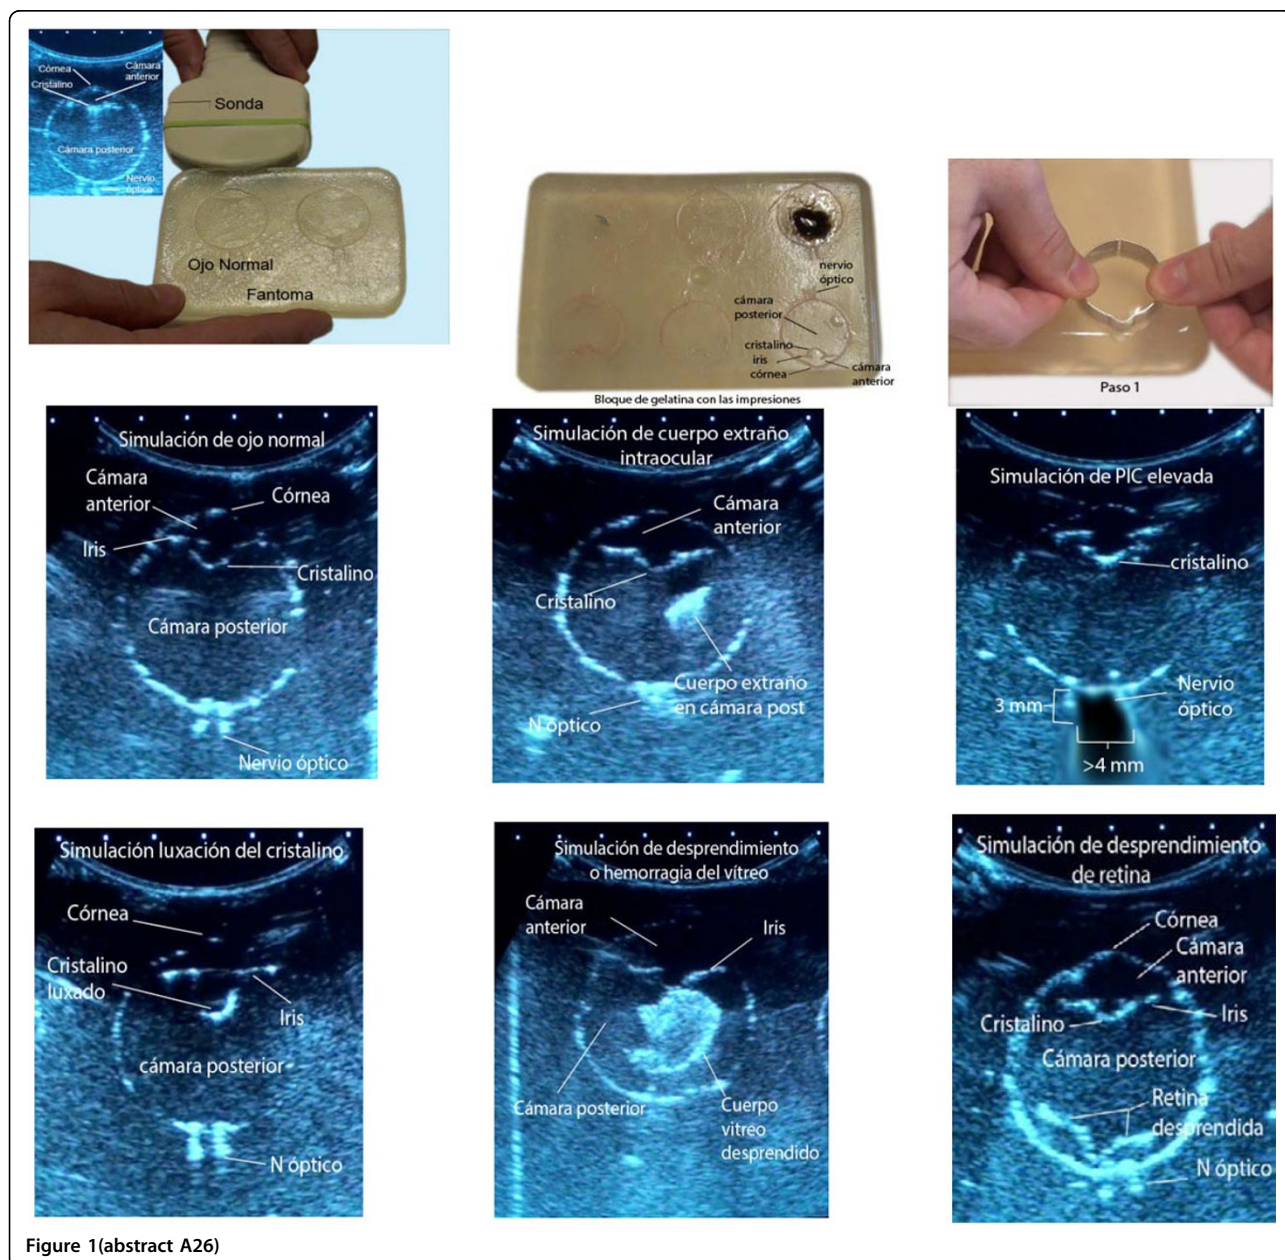 Córnea
Cámara
anterior
Cristalino
Cámara posterior
Nervio
óptico
Sonda
Ojo Normal
Fantoma
nervio
óptico
cámara
posterior
cristalino
iris
córnea
cámara
anterior
Bloque de gelatina con las impresiones
Paso 1
Simulación de ojo normal
Cámara
anterior
Córnea
Iris
Cristalino
Cámara posterior
Nervio óptico
Simulación de cuerpo extraño
intraocular
Cámara
anterior
Cristalino
Cuerpo extraño
en cámara post
N óptico
Simulación de PIC elevada
cristalino
Nervio
óptico
3 mm
>4 mm
Simulación luxación del cristalino
Córnea
Cristalino
luxado
Iris
cámara posterior
N óptico
Simulación de desprendimiento
o hemorragia del vítreo
Cámara
anterior
Iris
Cámara posterior
Cuerpo
vitreo
desprendido
Simulación de desprendimiento
de retina
Córnea
Cámara
anterior
Iris
Cristalino
Cámara posterior
Retina
desprendida
N óptico
Figure 1(abstract A26)